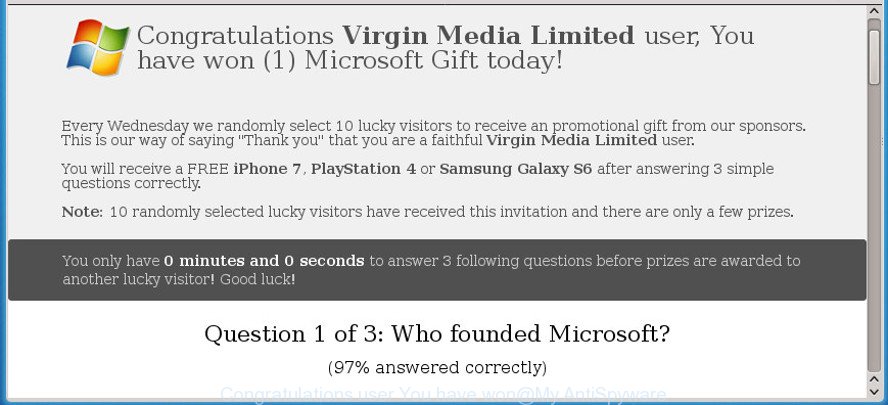 Congratulations Virgin Media Limited user, You
have won (1) Microsoft Gift today!
Every Wednesday we randomly select 10 lucky visitors to receive an promotional gift from our sponsors.
This is our way of saying "Thank you" that you are a faithful Virgin Media Limited user.
You will receive a FREE iPhone 7, PlayStation 4 or Samsung Galaxy S6 after answering 3 simple
questions correctly.
Note: 10 randomly selected lucky visitors have received this invitation and there are only a few prizes.
You only have 0 minutes and 0 seconds to answer 3 following questions before prizes are awarded to
another lucky visitor! Good luck!
Question 1 of 3: Who founded Microsoft?
(97% answered correctly)
Congratulations user You have won@My AntiSpyware